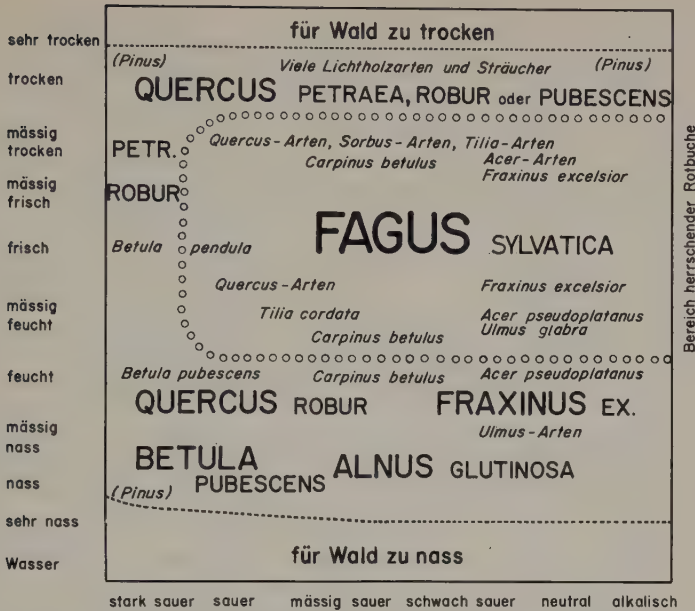 für Wald zu trocken
sehr trocken
(Pinus) Viele Lichtholzarten und Sträucher (Pinus)
trocken
QUERCUS PETRAEA, ROBUR oder PUBESCENS
mässig
trocken
PETR.
Quercus-Arten, Sorbus-Arten, Tilia-Arten
Carpinus betulus Acer-Arten
Fraxinus excelsior
mässig
frisch
ROBUR
FAGUS SYLVATICA
frisch
Betula pendula
Quercus-Arten Fraxinus excelsior
mässig
feucht
Tilia cordata Acer pseudoplatanus
Ulmus glabra
Carpinus betulus
feucht
Betula pubescens Carpinus betulus Acer pseudoplatanus
QUERCUS ROBUR FRAXINUS EX.
Ulmus-Arten
mässig
nass
BETULA
PUBESCENS
ALNUS GLUTINOSA
nass
(Pinus)
sehr nass
für Wald zu nass
Wasser
stark sauer sauer mässig sauer schwach sauer neutral alkalisch
Bereich herrschender Rotbuche